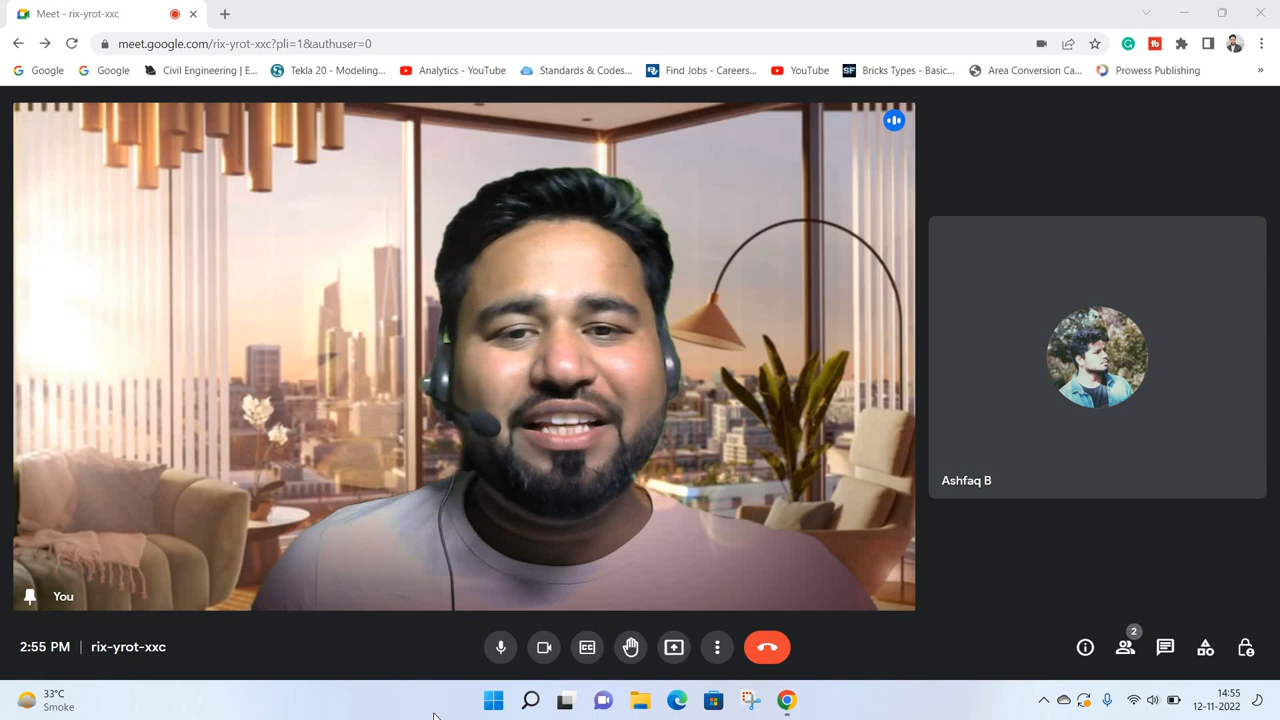 Meet - rix-yrot-xxc
meet.google.com/rix-yrot-xxc?pli=1&authuser=0
Google
Google
Civil Engineering | E...
Tekla 20 - Modeling...
Analytics - YouTube
Standards & Codes...
Find Jobs - Careers...
YouTube
Bricks Types - Basic...
Area Conversion Ca...
Prowess Publishing
»
You
Ashfaq B
2:55 PM | rix-yrot-xxc
2
33°C
Smoke
14:55
12-11-2022